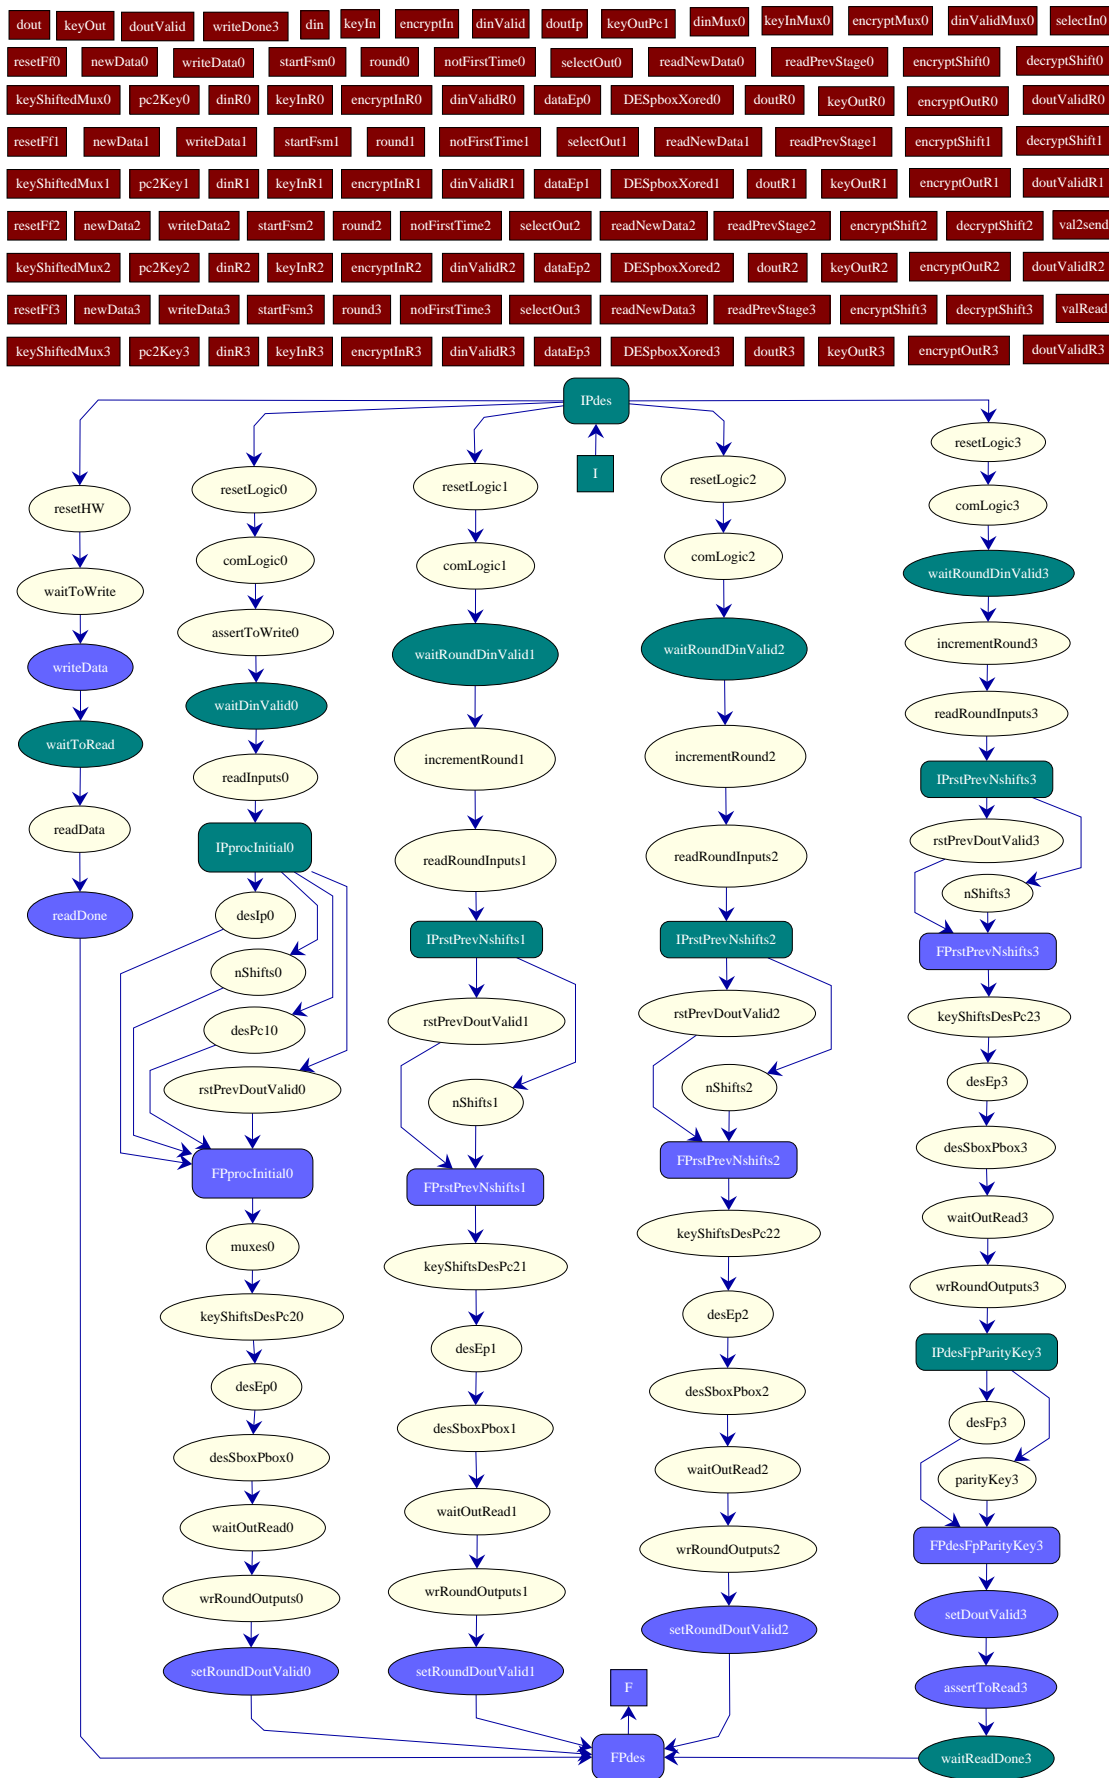 dout keyOut doutValid writeDone3 din keyIn encryptIn dinValid doutIp keyOutPc1 dinMux0 keyInMux0 encryptMux0 dinValidMux0 selectIn0
resetFf0 newData0 writeData0 startFsm0 round0 notFirstTime0 selectOut0 readNewData0 readPrevStage0 encryptShift0 decryptShift0
keyShiftedMux0 pc2Key0 dinR0 keyInR0 encryptInR0 dinValidR0 dataEp0 DESpboxXored0 doutR0 keyOutR0 encryptOutR0 doutValidR0
resetFf1 newData1 writeData1 startFsm1 round1 notFirstTime1 selectOut1 readNewData1 readPrevStage1 encryptShift1 decryptShift1
keyShiftedMux1 pc2Key1 dinR1 keyInR1 encryptInR1 dinValidR1 dataEp1 DESpboxXored1 doutR1 keyOutR1 encryptOutR1 doutValidR1
resetFf2 newData2 writeData2 startFsm2 round2 notFirstTime2 selectOut2 readNewData2 readPrevStage2 encryptShift2 decryptShift2 val2send
keyShiftedMux2 pc2Key2 dinR2 keyInR2 encryptInR2 dinValidR2 dataEp2 DESpboxXored2 doutR2 keyOutR2 encryptOutR2 doutValidR2
resetFf3 newData3 writeData3 startFsm3 round3 notFirstTime3 selectOut3 readNewData3 readPrevStage3 encryptShift3 decryptShift3 valRead
keyShiftedMux3 pc2Key3 dinR3 keyInR3 encryptInR3 dinValidR3 dataEp3 DESpboxXored3 doutR3 keyOutR3 encryptOutR3 doutValidR3
IPdes
I
resetHW
waitToWrite
writeData
waitToRead
readData
readDone
resetLogic0
comLogic0
assertToWrite0
waitDinValid0
readInputs0
IPprocInitial0
desIp0
nShifts0
desPc10
rstPrevDoutValid0
FPprocInitial0
muxes0
keyShiftsDesPc20
desEp0
desSboxPbox0
waitOutRead0
wrRoundOutputs0
setRoundDoutValid0
resetLogic1
comLogic1
waitRoundDinValid1
incrementRound1
readRoundInputs1
IPrstPrevNshifts1
rstPrevDoutValid1
nShifts1
FPrstPrevNshifts1
keyShiftsDesPc21
desEp1
desSboxPbox1
waitOutRead1
wrRoundOutputs1
setRoundDoutValid1
resetLogic2
comLogic2
waitRoundDinValid2
incrementRound2
readRoundInputs2
IPrstPrevNshifts2
rstPrevDoutValid2
nShifts2
FPrstPrevNshifts2
keyShiftsDesPc22
desEp2
desSboxPbox2
waitOutRead2
wrRoundOutputs2
setRoundDoutValid2
resetLogic3
comLogic3
waitRoundDinValid3
incrementRound3
readRoundInputs3
IPrstPrevNshifts3
rstPrevDoutValid3
nShifts3
FPrstPrevNshifts3
keyShiftsDesPc23
desEp3
desSboxPbox3
waitOutRead3
wrRoundOutputs3
IPdesFpParityKey3
desFp3
parityKey3
FPdesFpParityKey3
setDoutValid3
assertToRead3
waitReadDone3
F
FPdes